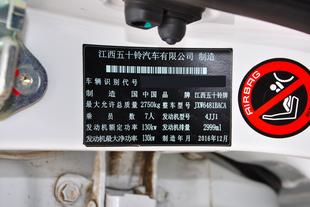 江西五十铃汽车有限公司 制造
车辆识别代号
制造国 中国 品牌 江西五十铃牌
最大允许总质量 2750kg 整车型号 JXW6481BACA
乘员数 7人 发动机型号 4JJ1
发动机额定功率 130kw 发动机排量 2999ml
发动机最大净功率 130kw 制造年月 2016年12月
AIRBAG